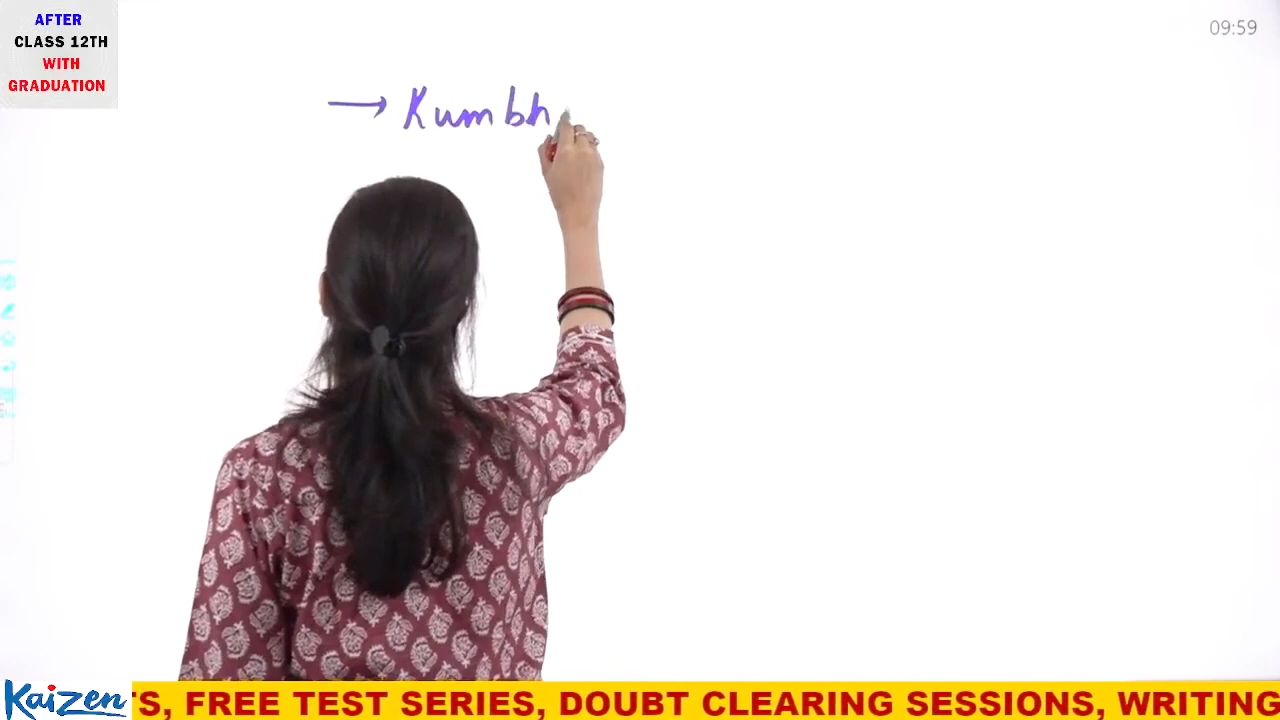 AFTER
CLASS 12TH
WITH
GRADUATION
09:59
→ Kumbh
Kaizen
'S, FREE TEST SERIES, DOUBT CLEARING SESSIONS, WRITING